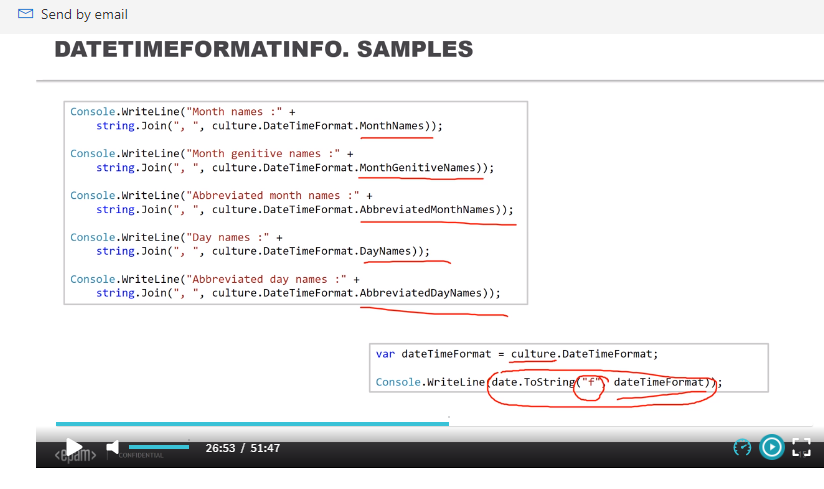 Send by email
DATETIMEFORMATINFO. SAMPLES
Console.WriteLine("Month names :" +
string.Join(", ", culture.DateTimeFormat.MonthNames));
Console.WriteLine("Month genitive names :" +
string.Join(", ", culture.DateTimeFormat.MonthGenitiveNames));
Console.WriteLine("Abbreviated month names :" +
string.Join(", ", culture.DateTimeFormat.AbbreviatedMonthNames));
Console.WriteLine("Day names :" +
string.Join(", ", culture.DateTimeFormat.DayNames));
Console.WriteLine("Abbreviated day names :" +
string.Join(", ", culture.DateTimeFormat.AbbreviatedDayNames));
var dateTimeFormat = culture.DateTimeFormat;
Console.WriteLine(date.ToString("f", dateTimeFormat));
<epam> CONFIDENTIAL
26:53 / 51:47